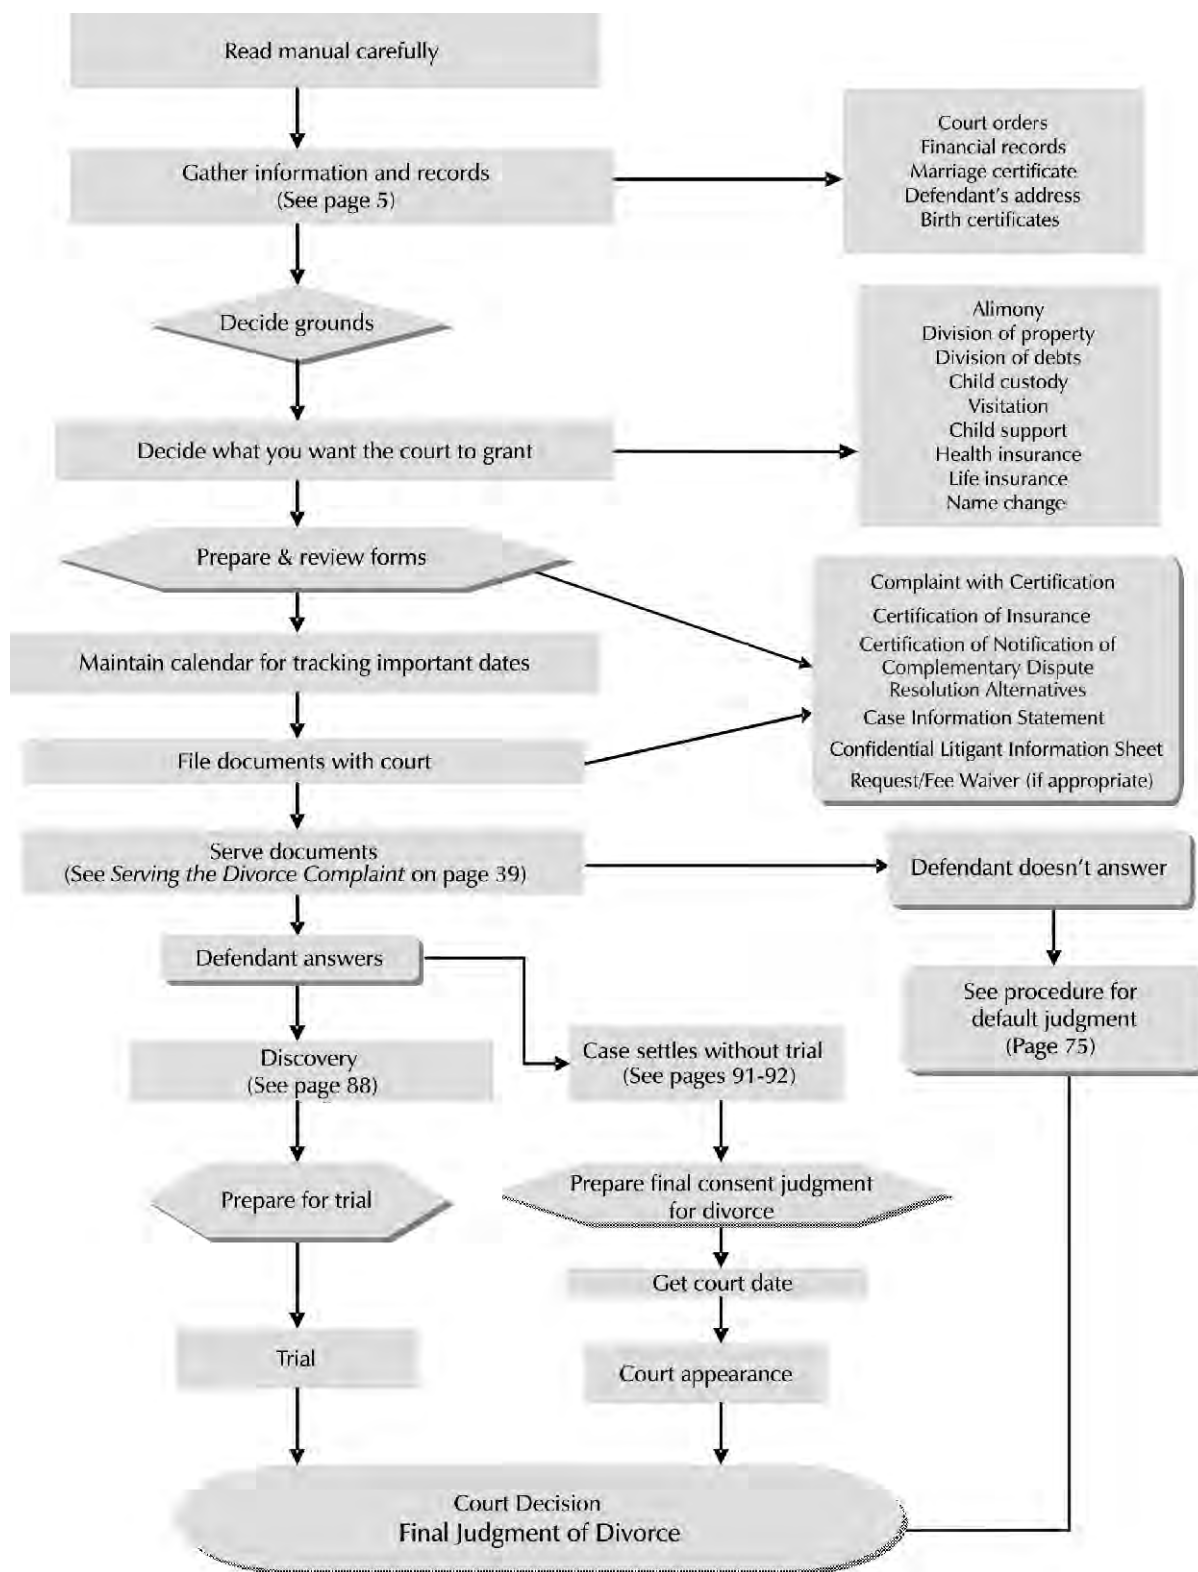 Read manual carefully
Gather information and records
(See page 5)
Court orders
Financial records
Marriage certificate
Defendant's address
Birth certificates
Decide grounds
Decide what you want the court to grant
Alimony
Division of property
Division of debts
Child custody
Visitation
Child support
Health insurance
Life insurance
Name change
Prepare & review forms
Complaint with Certification
Certification of Insurance
Certification of Notification of
Complementary Dispute
Resolution Alternatives
Case Information Statement
Confidential Litigant Information Sheet
Request/Fee Waiver (if appropriate)
Maintain calendar for tracking important dates
File documents with court
Serve documents
(See Serving the Divorce Complaint on page 39)
Defendant doesn't answer
Defendant answers
See procedure for
default judgment
(Page 75)
Discovery
(See page 88)
Case settles without trial
(See pages 91-92)
Prepare for trial
Prepare final consent judgment
for divorce
Get court date
Trial
Court appearance
Court Decision
Final Judgment of Divorce